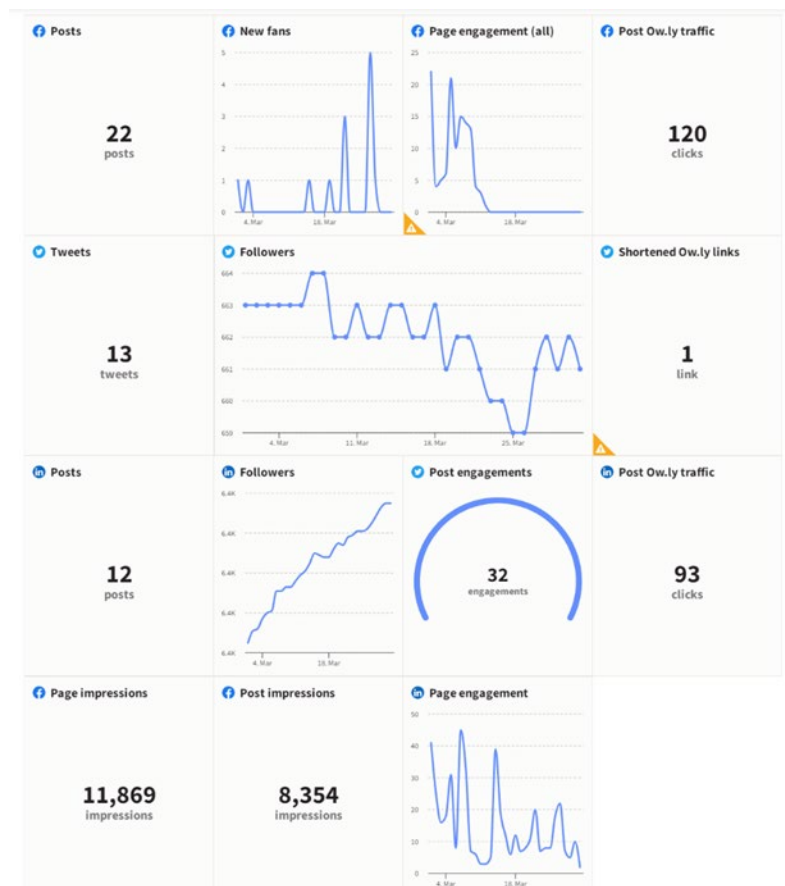 Posts
22
posts
New fans
5
4
3
2
1
0
4. Mar
18. Mar
Page engagement (all)
25
20
15
10
5
0
4. Mar
18. Mar
Post Ow.ly traffic
120
clicks
Tweets
13
tweets
Followers
664
663
662
661
660
659
4. Mar
11. Mar
18. Mar
25. Mar
Shortened Ow.ly links
1
link
Posts
12
posts
Followers
6.4K
6.4K
6.4K
6.4K
6.4K
4. Mar
18. Mar
Post engagements
32
engagements
Post Ow.ly traffic
93
clicks
Page impressions
11,869
impressions
Post impressions
8,354
impressions
Page engagement
50
40
30
20
10
0
4. Mar
18. Mar